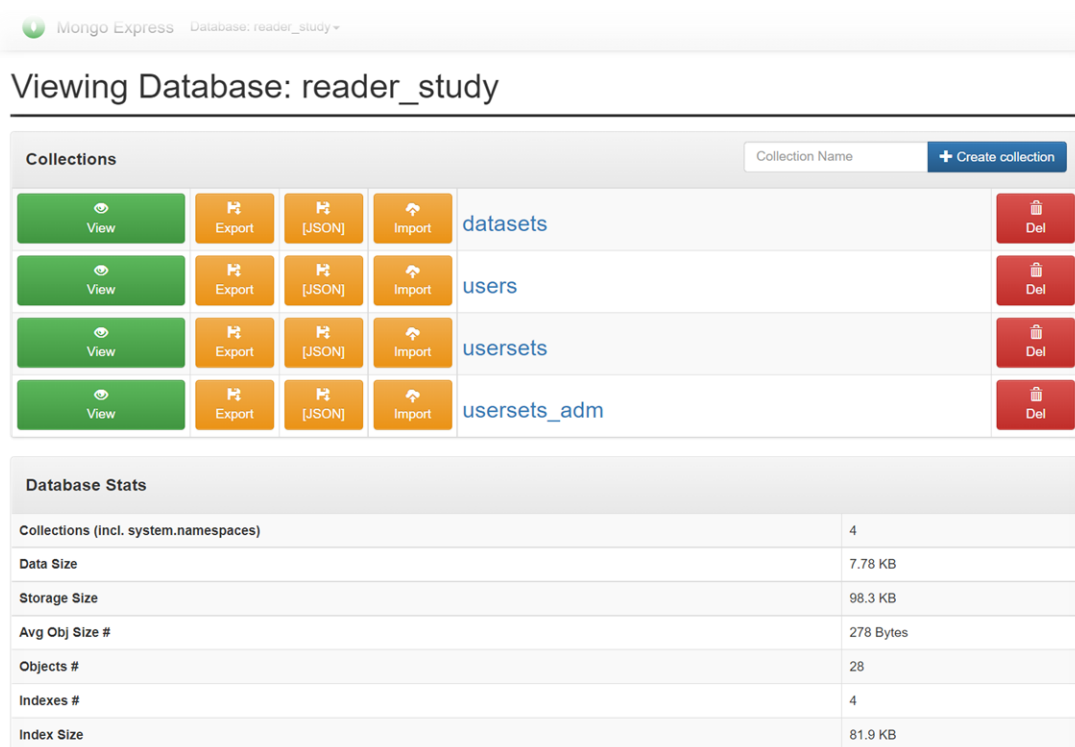 Mongo Express Database: reader_study
Viewing Database: reader_study
Collections
Collection Name
Create collection
View Export [JSON] Import datasets Del
View Export [JSON] Import users Del
View Export [JSON] Import usersets Del
View Export [JSON] Import usersets_adm Del
Database Stats
Collections (incl. system.namespaces) 4
Data Size 7.78 KB
Storage Size 98.3 KB
Avg Obj Size # 278 Bytes
Objects # 28
Indexes # 4
Index Size 81.9 KB